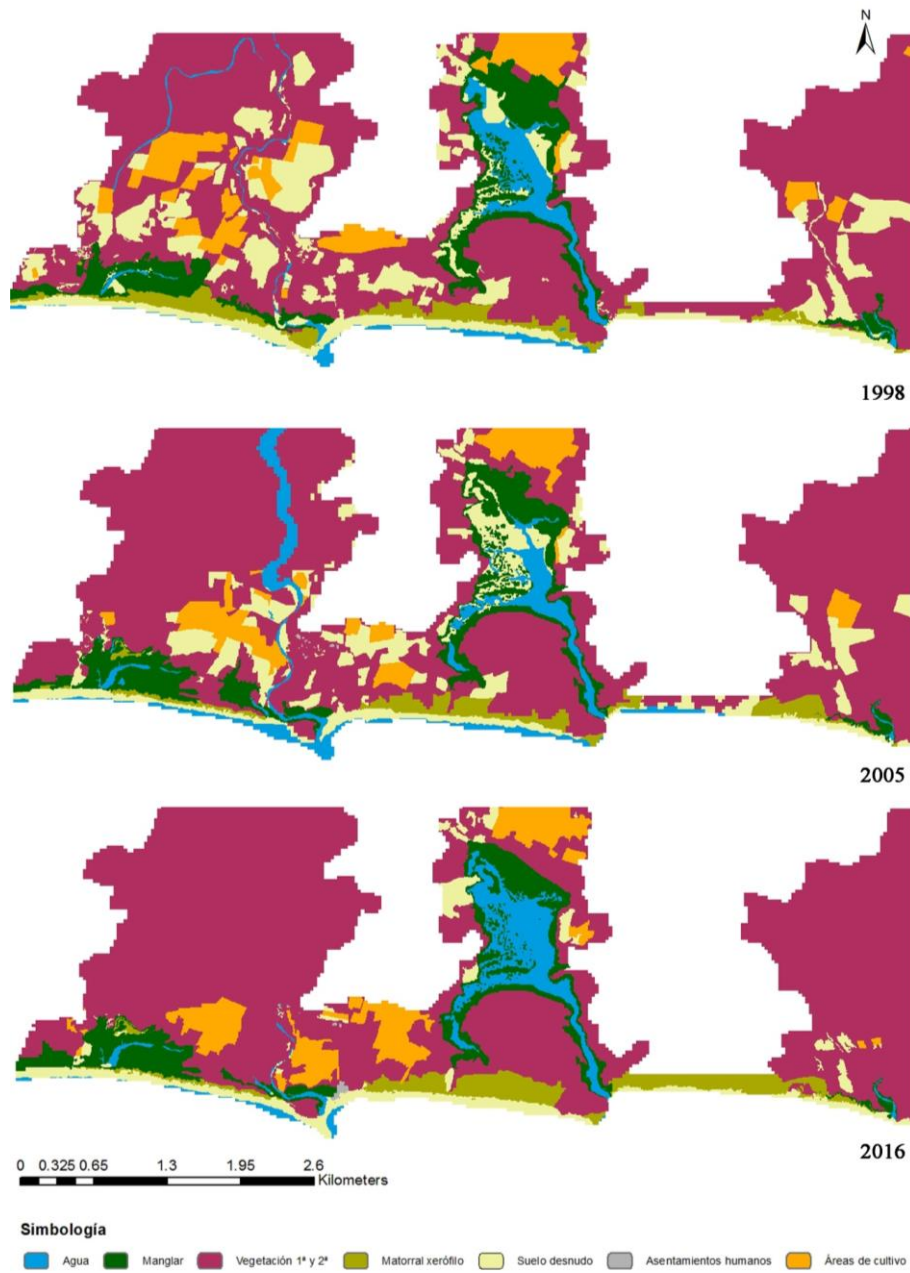 N
1998
2005
2016
0 0.325 0.65 1.3 1.95 2.6
Kilometers
Simbología
Agua Manglar Vegetación 1ª y 2ª Matorral xerófilo Suelo desnudo Asentamientos humanos Áreas de cultivo